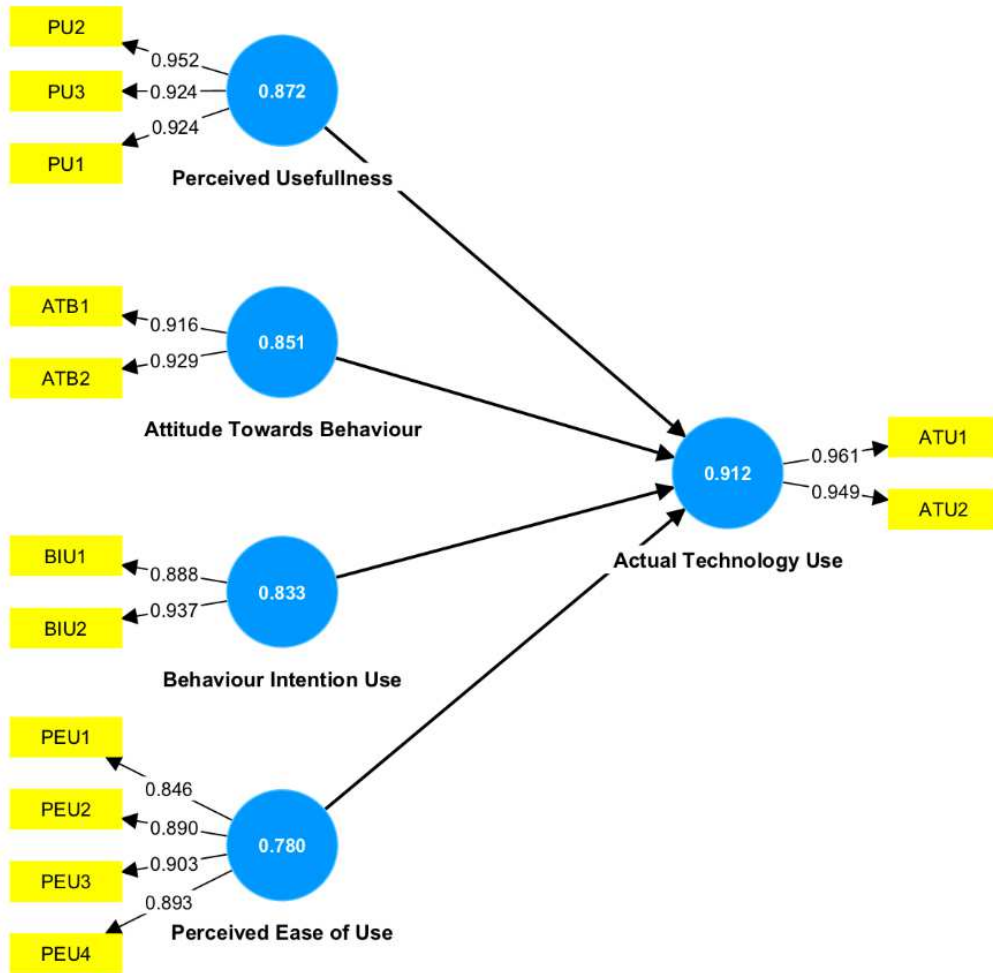 PU2
0.952
PU3
0.924
0.872
0.924
PU1
Perceived Usefullness
ATB1
0.916
0.851
0.929
ATB2
Attitude Towards Behaviour
ATU1
0.961
0.912
0.949
ATU2
Actual Technology Use
BIU1
0.888
0.833
0.937
BIU2
Behaviour Intention Use
PEU1
0.846
PEU2
0.890
0.780
0.903
PEU3
0.893
PEU4
Perceived Ease of Use